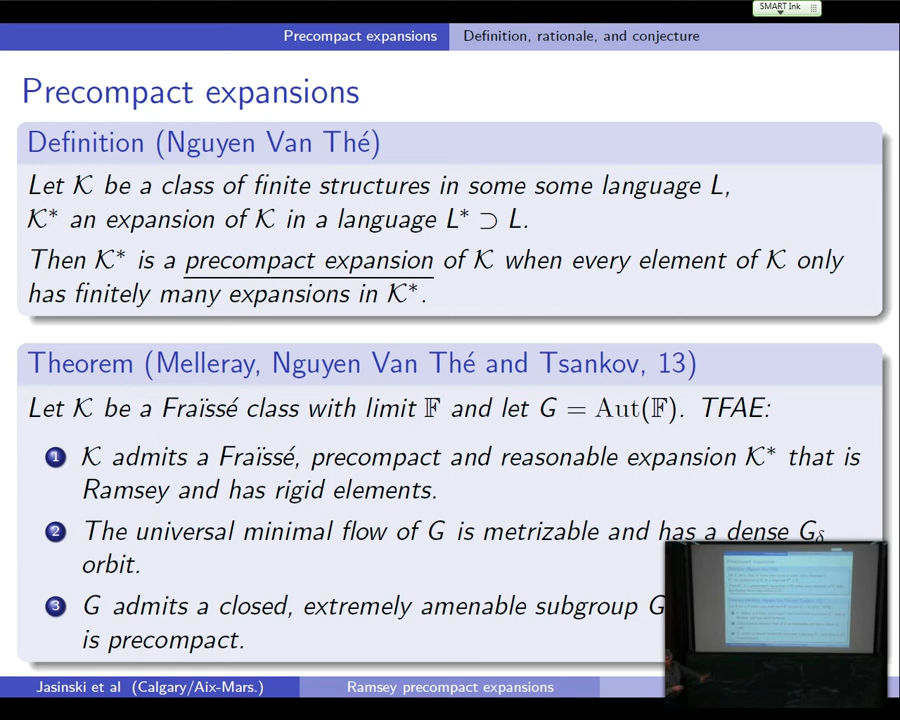 SMART Ink
Precompact expansions
Definition, rationale, and conjecture
Precompact expansions
Definition (Nguyen Van Thé)
Let 𝒦 be a class of finite structures in some some language L,
𝒦* an expansion of 𝒦 in a language L* ⊃ L.
Then 𝒦* is a precompact expansion of 𝒦 when every element of 𝒦 only
has finitely many expansions in 𝒦*.
Theorem (Melleray, Nguyen Van Thé and Tsankov, 13)
Let 𝒦 be a Fraïssé class with limit 𝔽 and let G = Aut(𝔽). TFAE:
1 𝒦 admits a Fraïssé, precompact and reasonable expansion 𝒦* that is
Ramsey and has rigid elements.
2 The universal minimal flow of G is metrizable and has a dense Gδ
orbit.
3 G admits a closed, extremely amenable subgroup G
is precompact.
Jasinski et al (Calgary/Aix-Mars.)
Ramsey precompact expansions